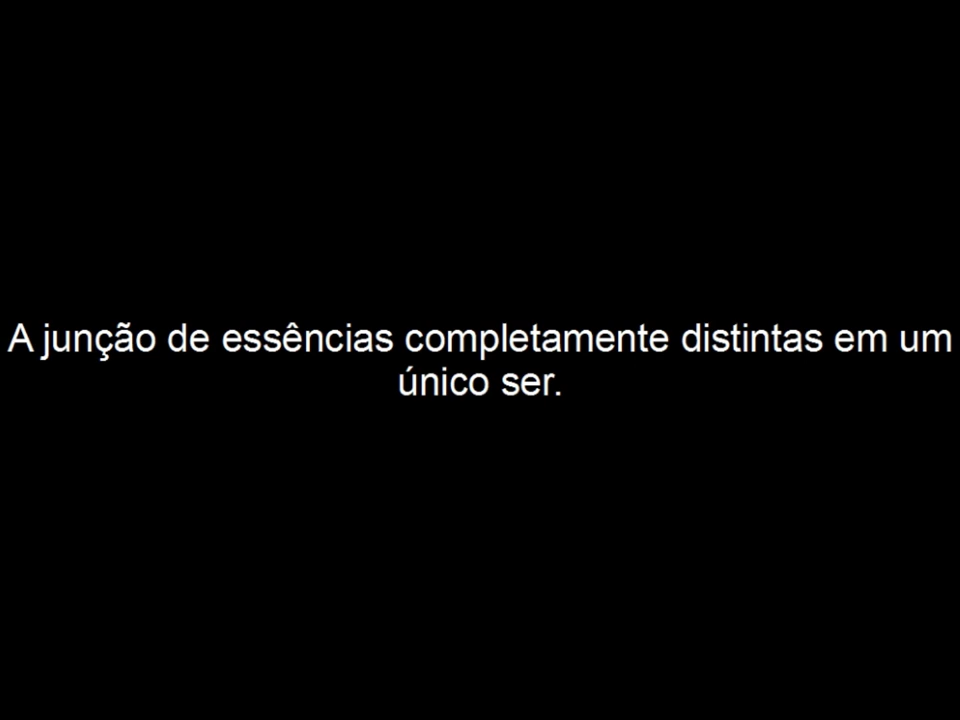 A junção de essências completamente distintas em um
único ser.